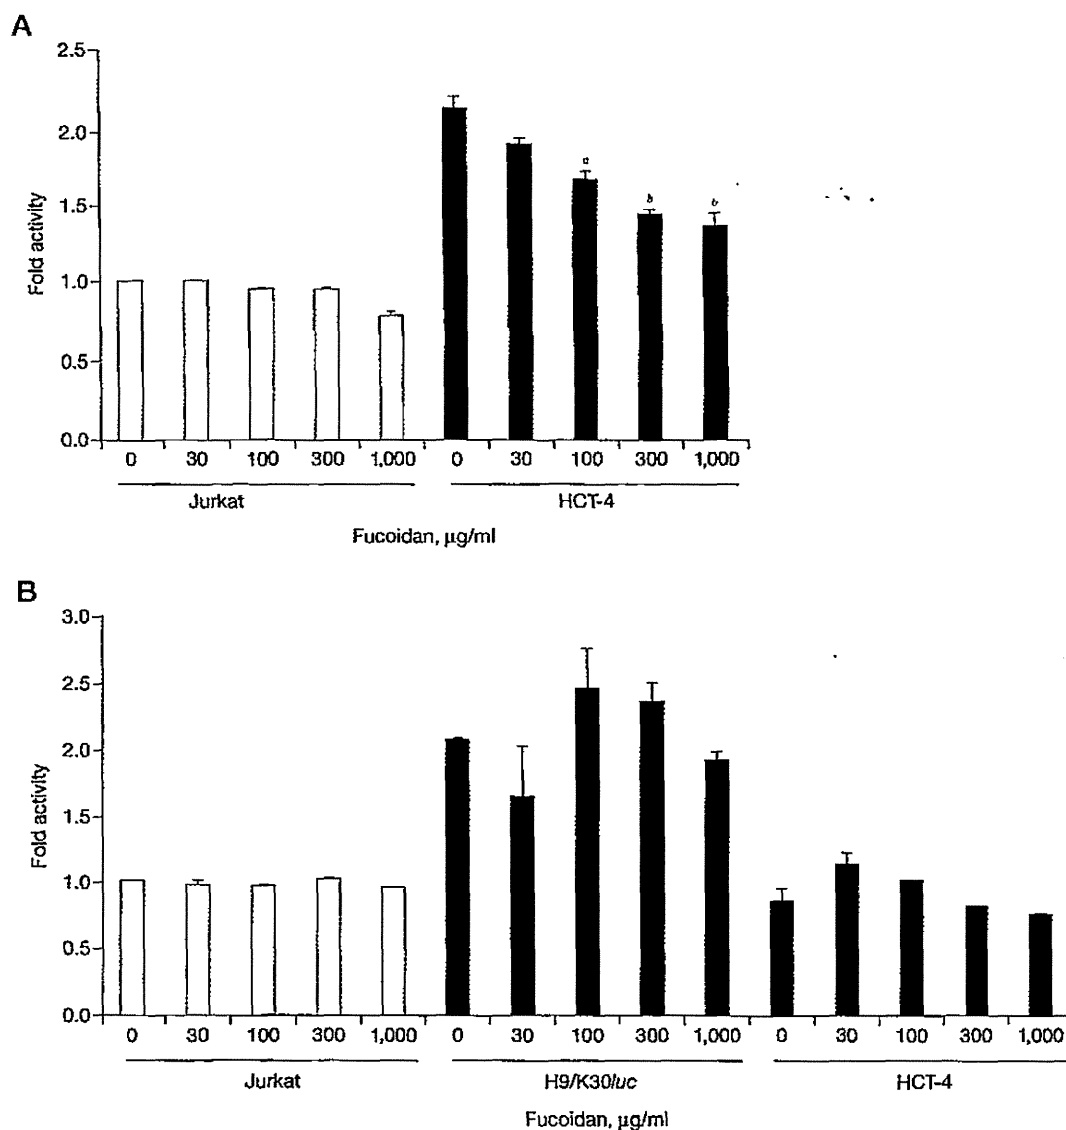 A
2.5
2.0
1.5
1.0
0.5
0.0
Fold activity
a
b
b
0 30 100 300 1,000 0 30 100 300 1,000
Jurkat HCT-4
Fucoidan, µg/ml
B
3.0
2.5
2.0
1.5
1.0
0.5
0.0
Fold activity
0 30 100 300 1,000 0 30 100 300 1,000 0 30 100 300 1,000
Jurkat H9/K30luc HCT-4
Fucoidan, µg/ml